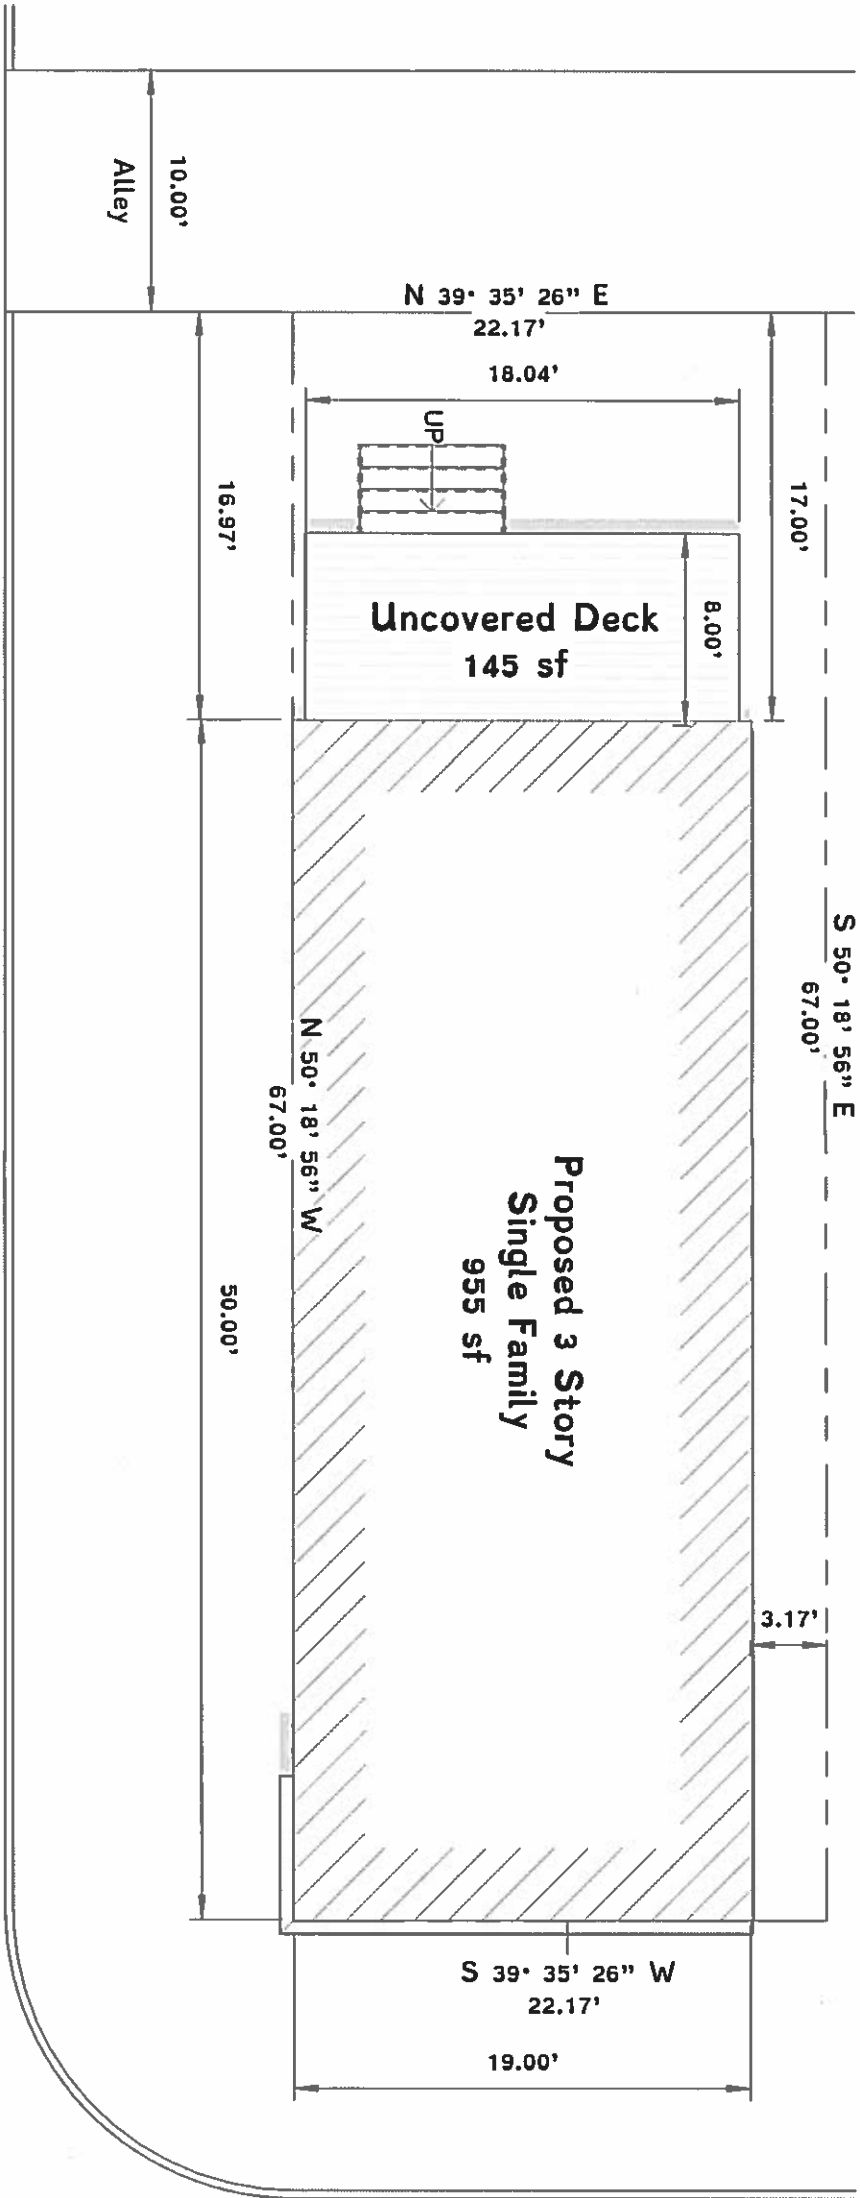 10.00'
Alley
N 39• 35' 26" E
22.17'
18.04'
UP
17.00'
16.97'
8.00'
Uncovered Deck
145 sf
S 50• 18' 56" E
67.00'
N 50• 18' 56" W
67.00'
Proposed 3 Story
Single Family
955 sf
50.00'
3.17'
S 39• 35' 26" W
22.17'
19.00'